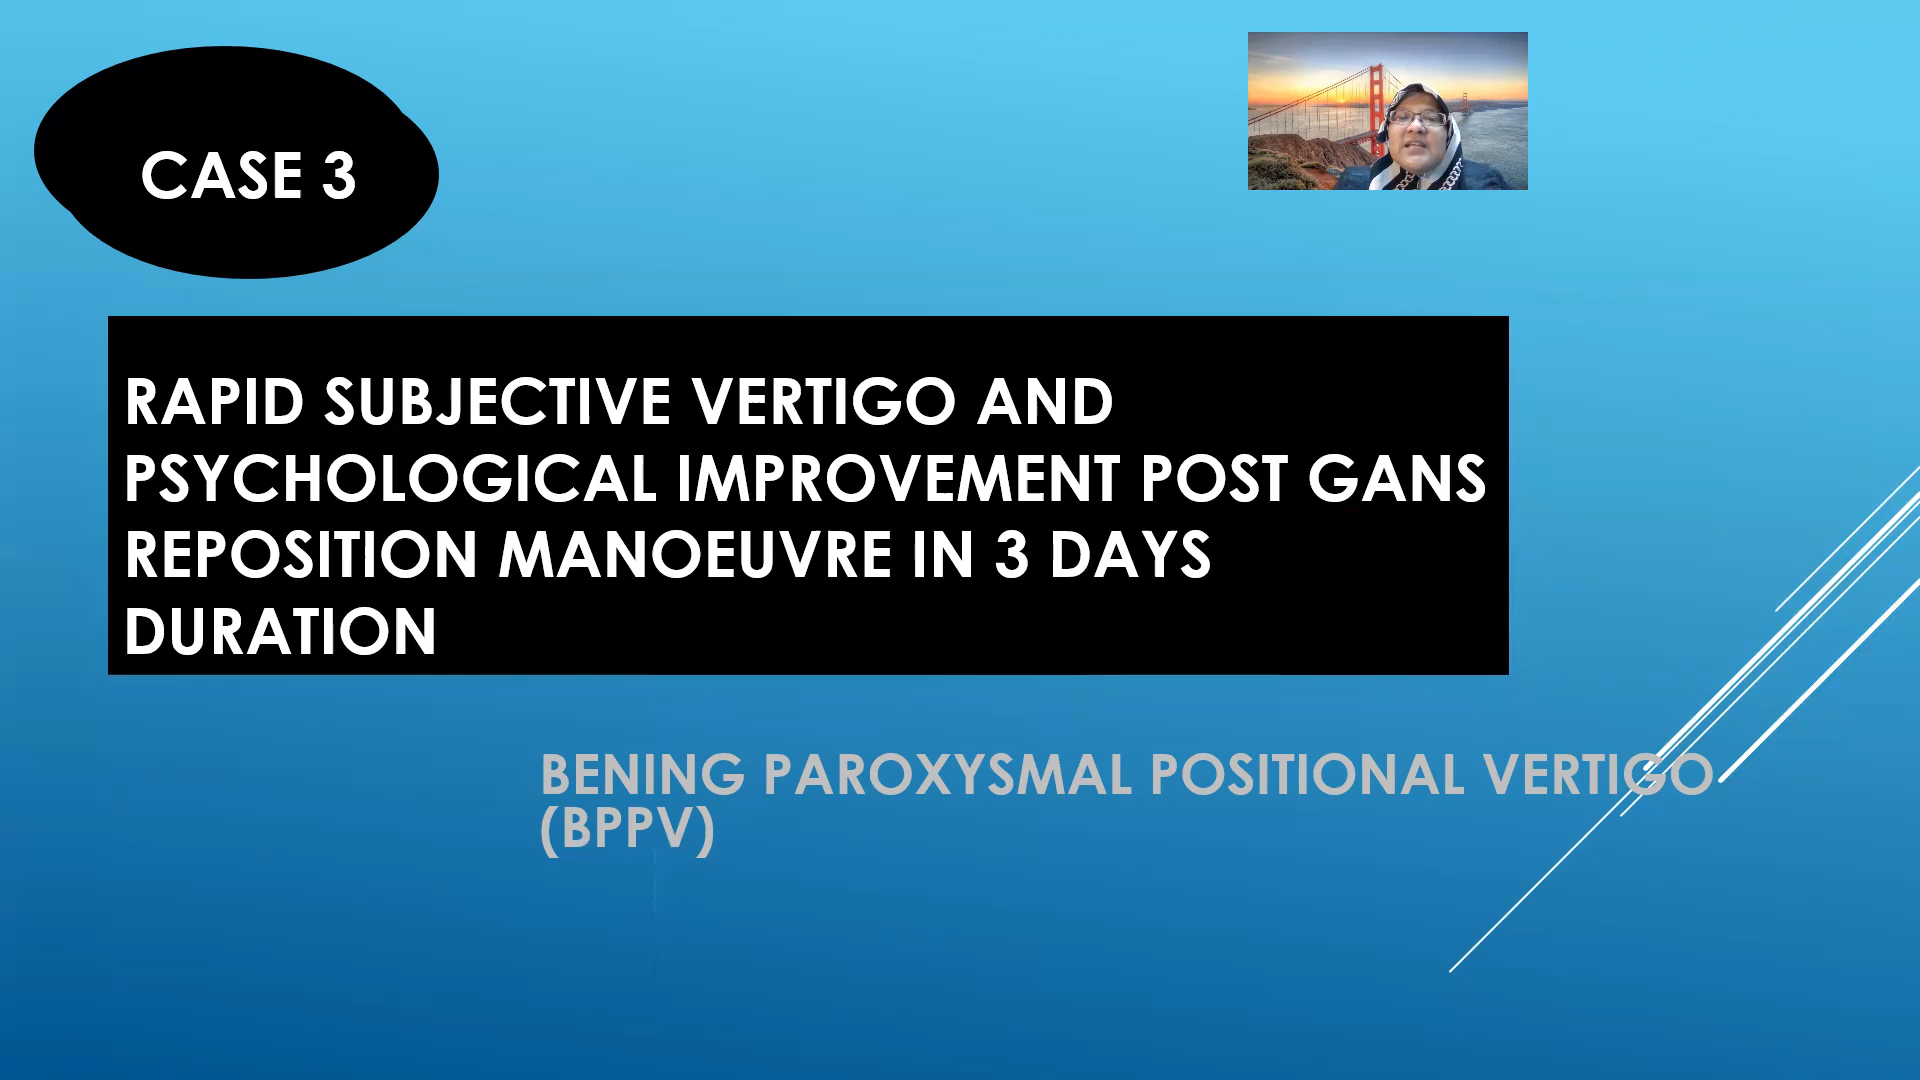 CASE 3
RAPID SUBJECTIVE VERTIGO AND
PSYCHOLOGICAL IMPROVEMENT POST GANS
REPOSITION MANOEUVRE IN 3 DAYS
DURATION
BENING PAROXYSMAL POSITIONAL VERTIGO
(BPPV)